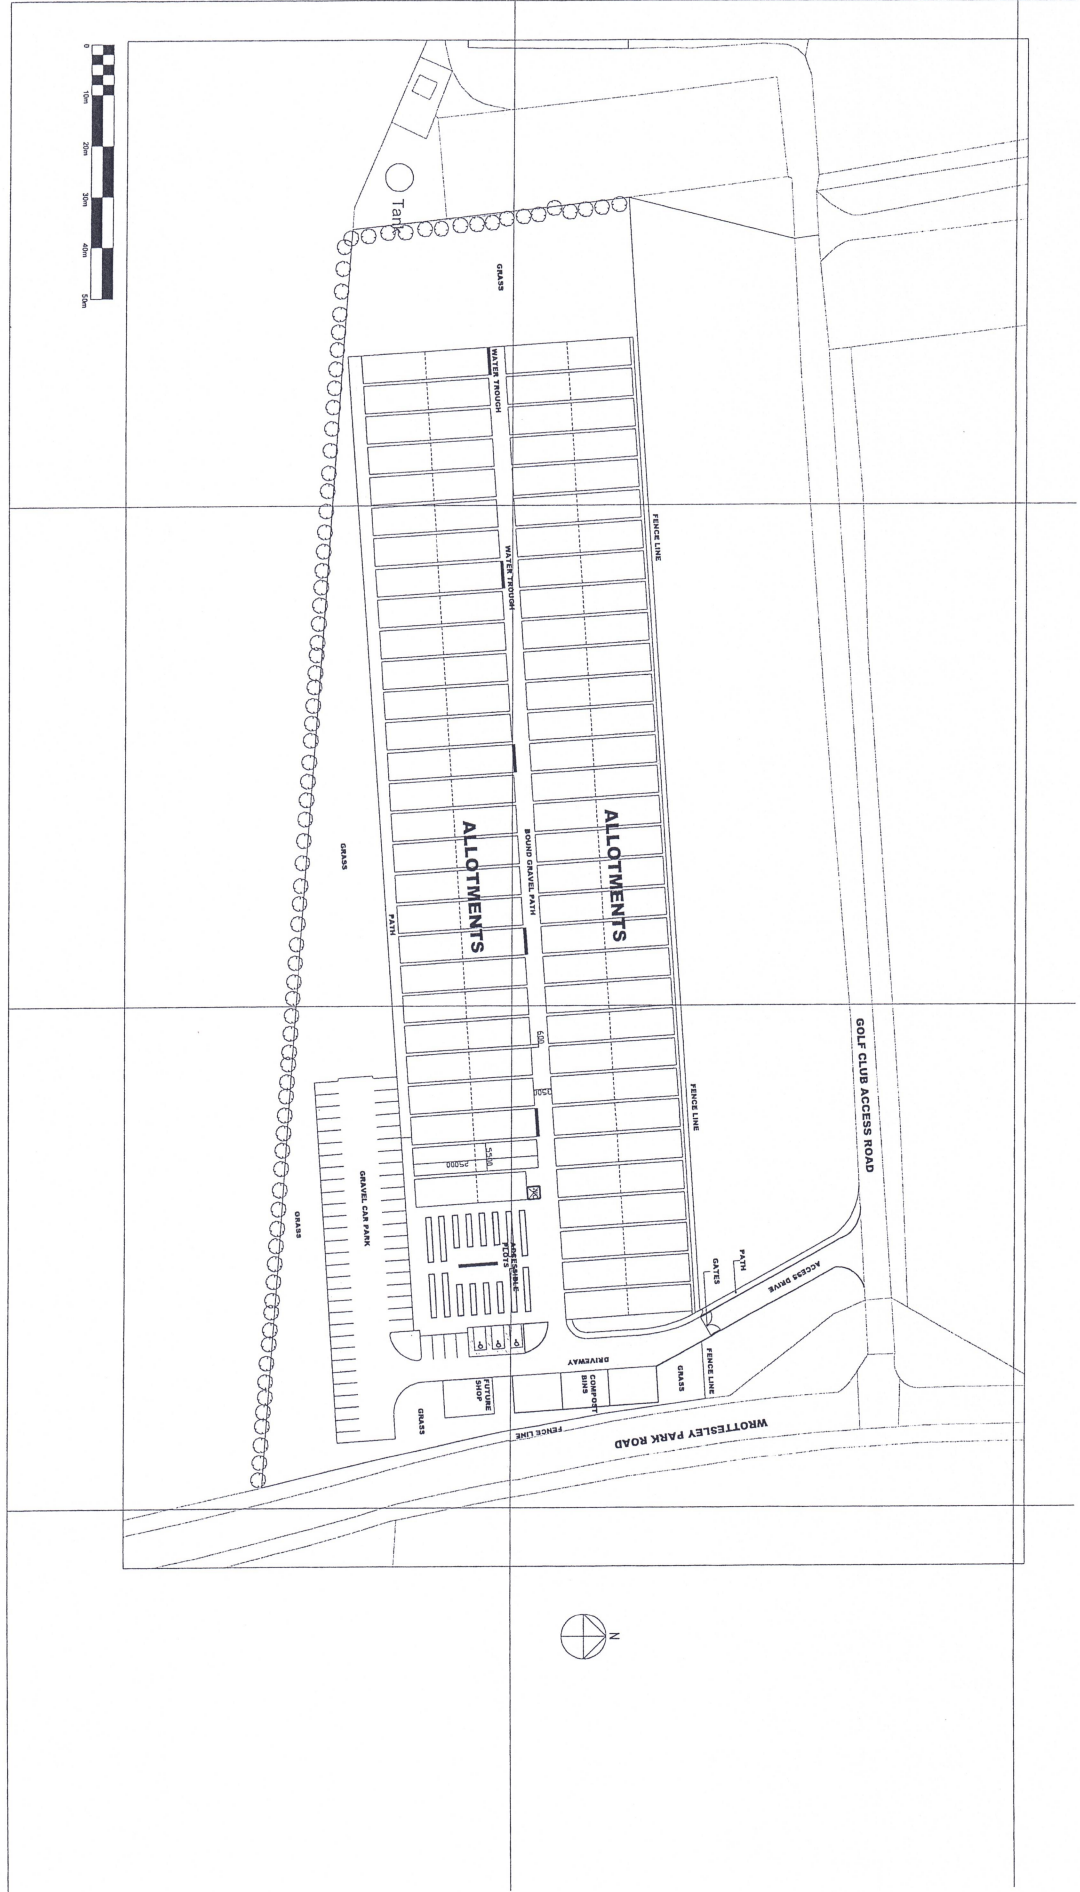 0
10m
20m
30m
40m
50m
Tank
GRASS
WATER TROUGH
FENCE LINE
WATER TROUGH
ALLOTMENTS
ALLOTMENTS
BOUND GRAVEL PATH
GRASS
PATH
GOLF CLUB ACCESS ROAD
600
3500
FENCE LINE
5500
25000
GRAVEL CAR PARK
GRASS
ACCESSIBLE
PLOTS
PATH
GATES
ACCESS DRIVE
DRIVEWAY
FENCE LINE
GRASS
COMPOST
BINS
FUTURE
SHOP
GRASS
FENCE LINE
WROTTESLEY PARK ROAD
N